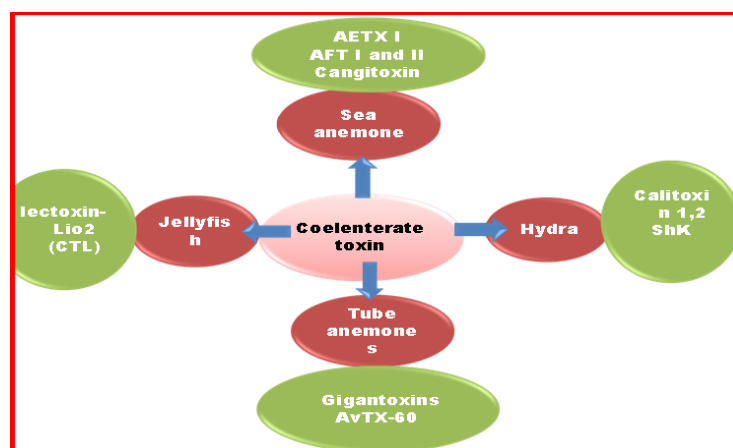 AETX I
AFT I and II
Cangitoxin
Sea
anemone
lectoxin-
Lio2
(CTL)
Jellyfis
h
Coelenterate
toxin
Hydra
Calitoxi
n 1,2
ShK
Tube
anemone
s
Gigantoxins
AvTX-60